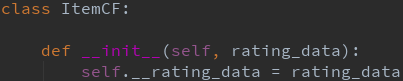 class ItemCF:
def __init__(self, rating_data):
self.__rating_data = rating_data